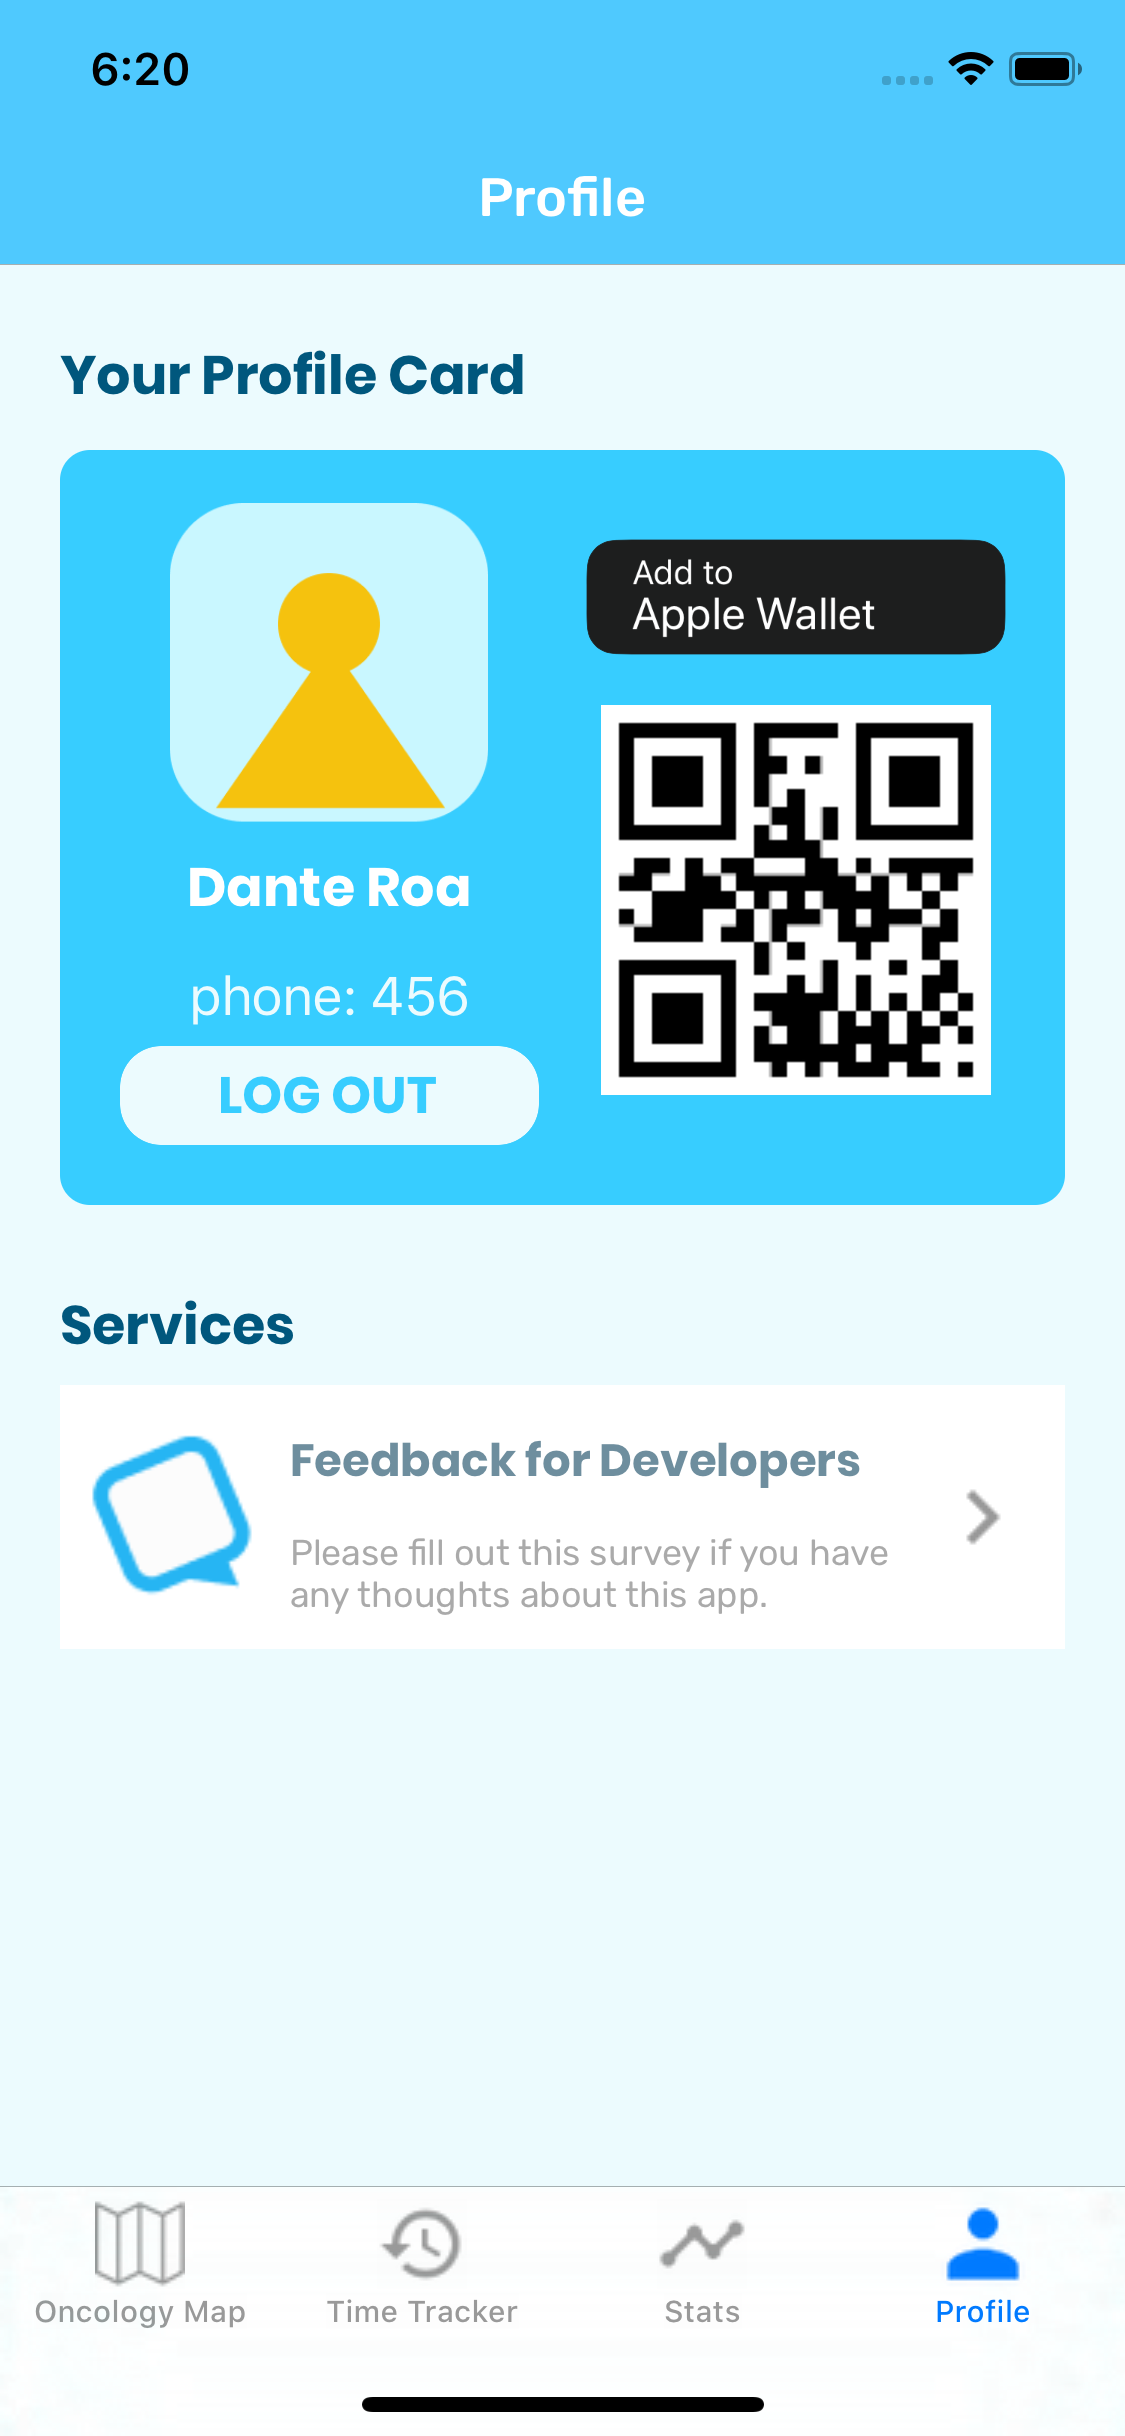 6:20
Profile
Your Profile Card
Add to
Apple Wallet
Dante Roa
phone: 456
LOG OUT
Services
Feedback for Developers
Please fill out this survey if you have
any thoughts about this app.
Oncology Map
Time Tracker
Stats
Profile